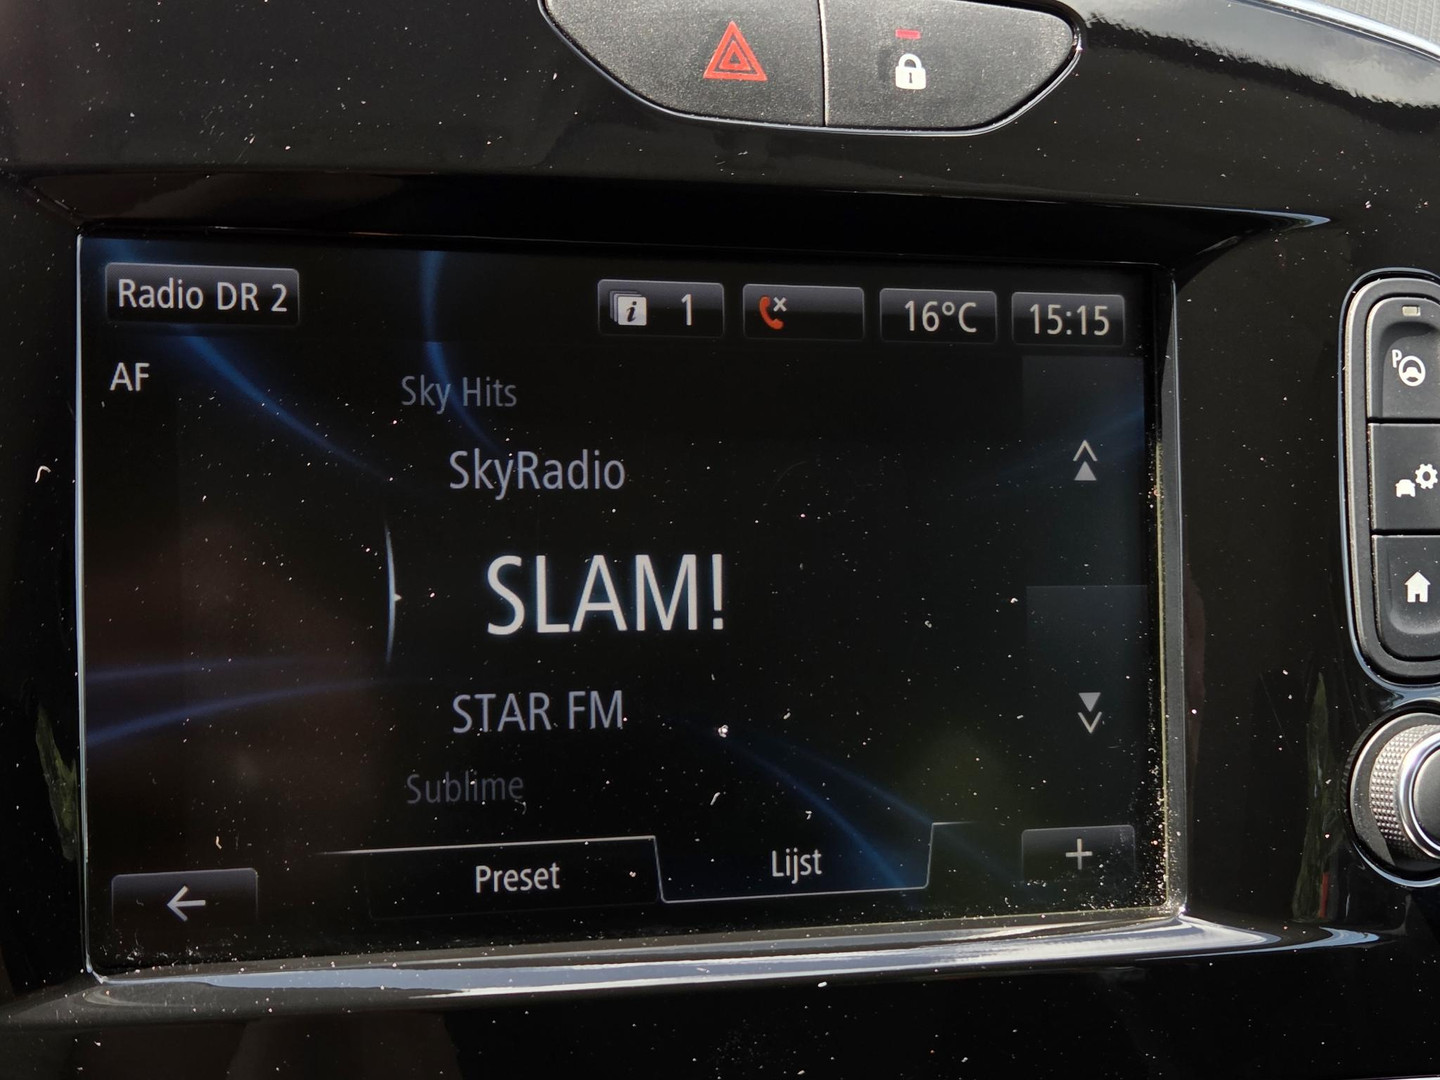 Radio DR 2
i 1
16°C
15:15
AF
Sky Hits
SkyRadio
SLAM!
STAR FM
Sublime
Preset
Lijst
+
P